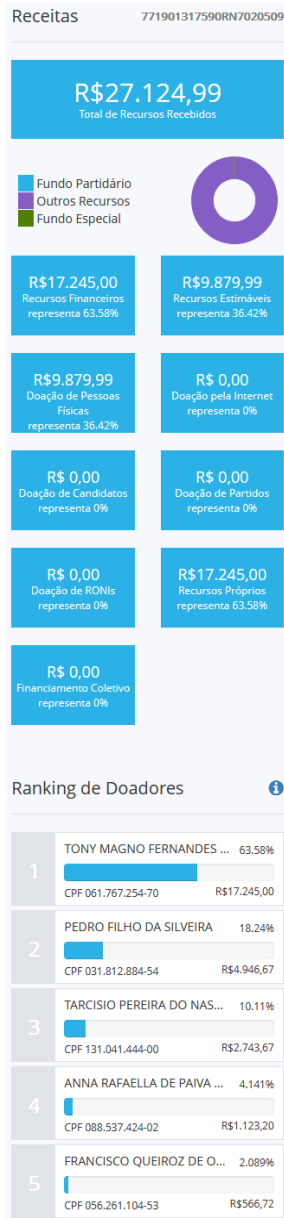 Receitas 771901317590RN7020509
R$27.124,99
Total de Recursos Recebidos
Fundo Partidário
Outros Recursos
Fundo Especial
R$17.245,00
Recursos Financeiros
representa 63.58%
R$9.879,99
Recursos Estimáveis
representa 36.42%
R$9.879,99
Doação de Pessoas
Físicas
representa 36.42%
R$ 0,00
Doação pela Internet
representa 0%
R$ 0,00
Doação de Candidatos
representa 0%
R$ 0,00
Doação de Partidos
representa 0%
R$ 0,00
Doação de RONIs
representa 0%
R$17.245,00
Recursos Próprios
representa 63.58%
R$ 0,00
Financiamento Coletivo
representa 0%
Ranking de Doadores
1
TONY MAGNO FERNANDES ... 63.58%
CPF 061.767.254-70 R$17.245,00
2
PEDRO FILHO DA SILVEIRA 18.24%
CPF 031.812.884-54 R$4.946,67
3
TARCISIO PEREIRA DO NAS... 10.11%
CPF 131.041.444-00 R$2.743,67
4
ANNA RAFAELLA DE PAIVA ... 4.141%
CPF 088.537.424-02 R$1.123,20
5
FRANCISCO QUEIROZ DE O... 2.089%
CPF 056.261.104-53 R$566,72